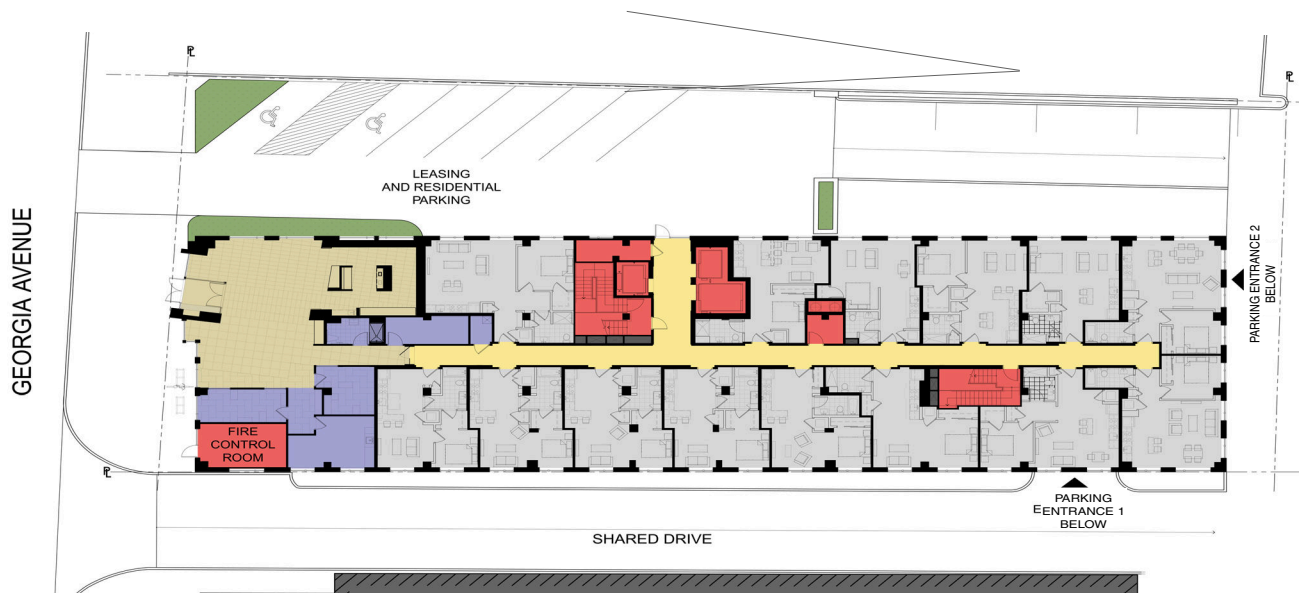 PL
PL
LEASING
AND RESIDENTIAL
PARKING
GEORGIA AVENUE
PARKING ENTRANCE 2
BELOW
FIRE
CONTROL
ROOM
PL
PARKING
EENTRANCE 1
BELOW
SHARED DRIVE